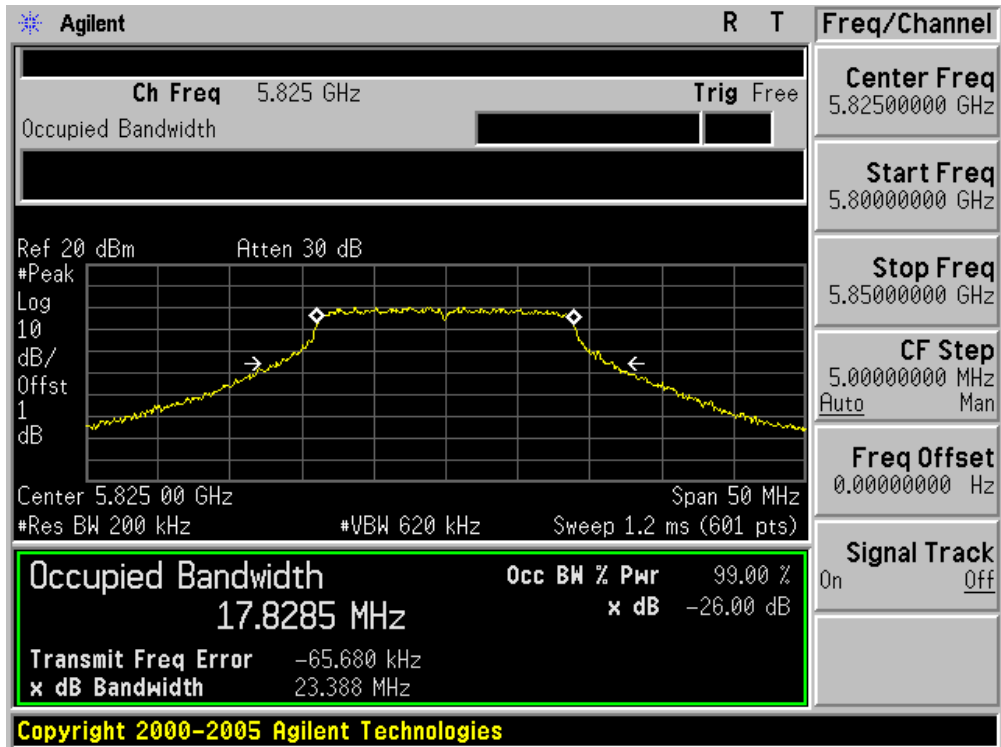 Agilent R T
Freq/Channel
Ch Freq 5.825 GHz Trig Free
Occupied Bandwidth
Center Freq
5.82500000 GHz
Start Freq
5.80000000 GHz
Stop Freq
5.85000000 GHz
CF Step
5.00000000 MHz
Auto Man
Freq Offset
0.00000000 Hz
Signal Track
On Off
Ref 20 dBm Atten 30 dB
#Peak
Log
10
dB/
Offst
1
dB
Center 5.825 00 GHz Span 50 MHz
#Res BW 200 kHz #VBW 620 kHz Sweep 1.2 ms (601 pts)
Occupied Bandwidth
17.8285 MHz
Occ BW % Pwr 99.00 %
x dB -26.00 dB
Transmit Freq Error -65.680 kHz
x dB Bandwidth 23.388 MHz
Copyright 2000-2005 Agilent Technologies